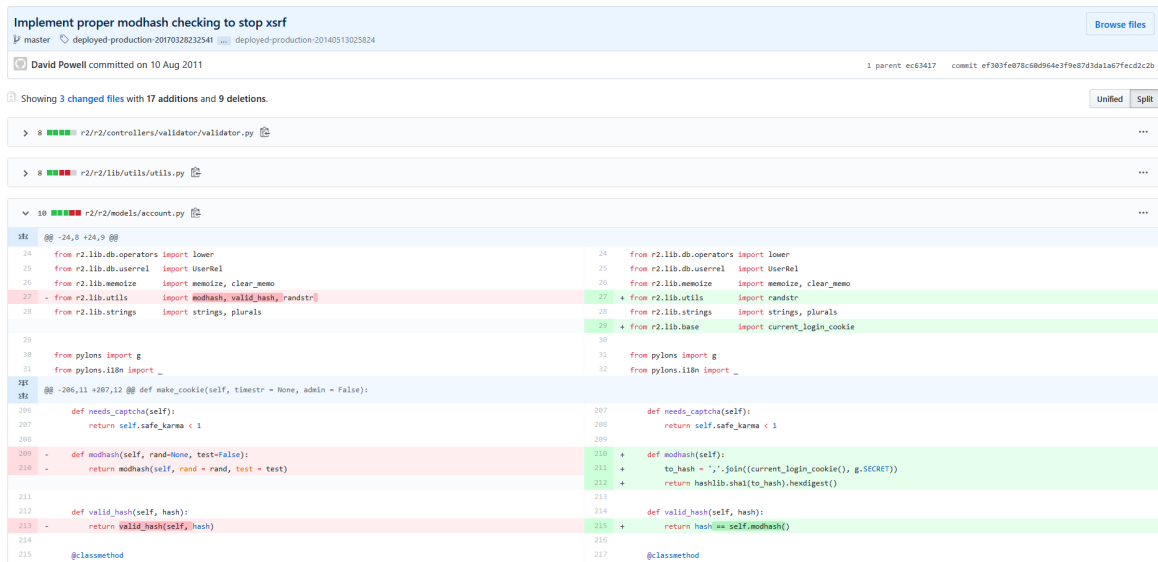 Implement proper modhash checking to stop xsrf
Browse files
master deployed-production-20170328232541 ... deployed-production-20140513025824
David Powell committed on 10 Aug 2011
1 parent ec63417 commit ef303fe078c60d964e3f9e87d3da1a67fecd2c2b
Showing 3 changed files with 17 additions and 9 deletions.
Unified Split
8 r2/r2/controllers/validator/validator.py
8 r2/r2/lib/utils/utils.py
10 r2/r2/models/account.py
@@ -24,8 +24,9 @@
24 from r2.lib.db.operators import lower 24 from r2.lib.db.operators import lower
25 from r2.lib.db.userrel import UserRel 25 from r2.lib.db.userrel import UserRel
26 from r2.lib.memoize import memoize, clear_memo 26 from r2.lib.memoize import memoize, clear_memo
27 - from r2.lib.utils import modhash, valid_hash, randstr 27 + from r2.lib.utils import randstr
28 from r2.lib.strings import strings, plurals 28 from r2.lib.strings import strings, plurals
29 + from r2.lib.base import current_login_cookie
29 30
30 from pylons import g 31 from pylons import g
31 from pylons.i18n import _ 32 from pylons.i18n import _
@@ -206,11 +207,12 @@ def make_cookie(self, timestr = None, admin = False):
206 def needs_captcha(self): 207 def needs_captcha(self):
207 return self.safe_karma < 1 208 return self.safe_karma < 1
208 209
209 - def modhash(self, rand=None, test=False): 210 + def modhash(self):
210 - return modhash(self, rand = rand, test = test) 211 + to_hash = ','.join((current_login_cookie(), g.SECRET))
212 + return hashlib.sha1(to_hash).hexdigest()
211 213
212 def valid_hash(self, hash): 214 def valid_hash(self, hash):
213 - return valid_hash(self, hash) 215 + return hash == self.modhash()
214 216
215 @classmethod 217 @classmethod